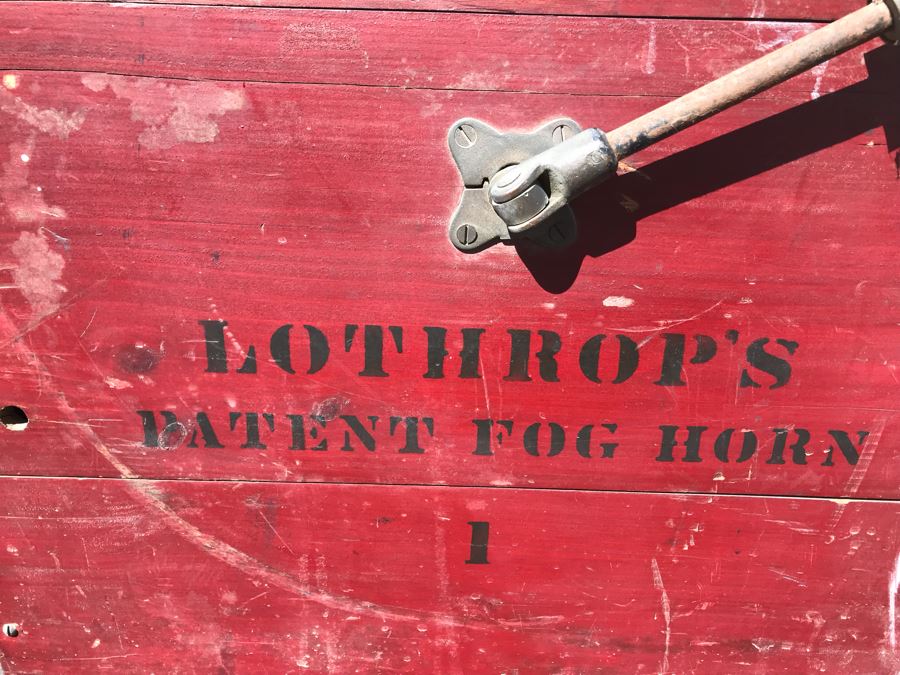 LOTHROP'S
PATENT FOG HORN
1